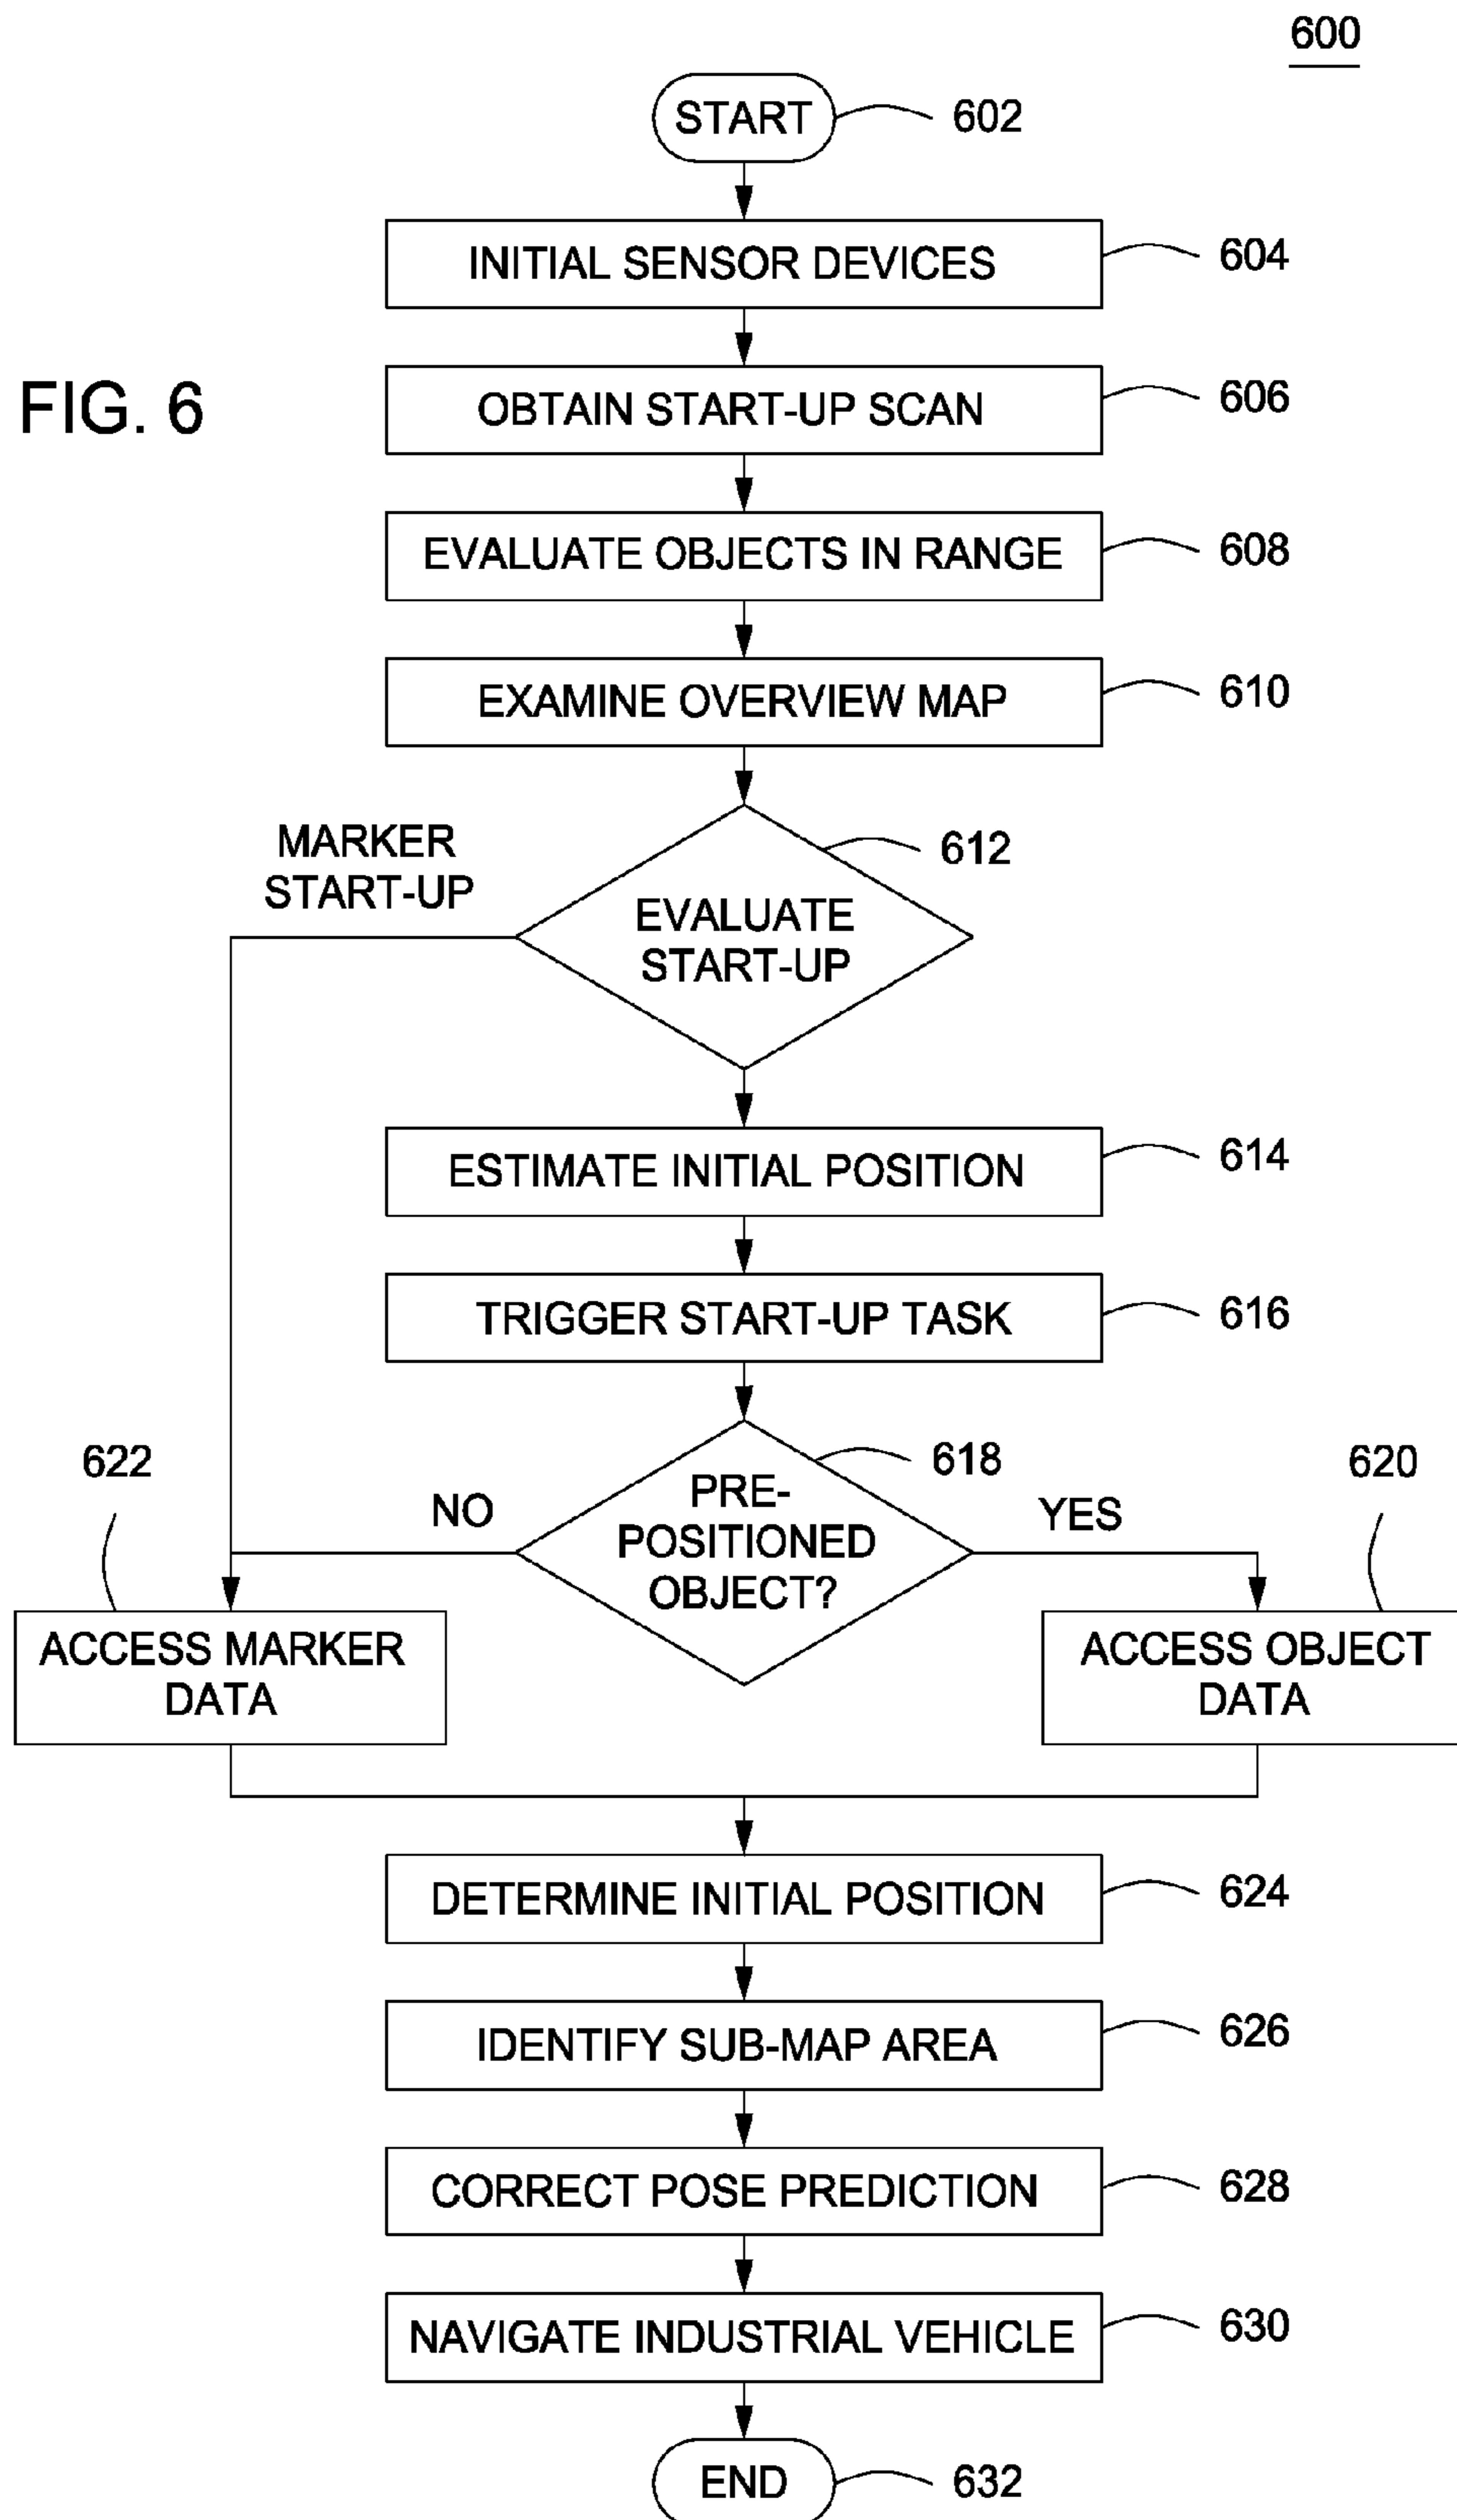 600
START
602
INITIAL SENSOR DEVICES
604
FIG. 6
OBTAIN START-UP SCAN
606
EVALUATE OBJECTS IN RANGE
608
EXAMINE OVERVIEW MAP
610
MARKER
START-UP
612
EVALUATE
START-UP
ESTIMATE INITIAL POSITION
614
TRIGGER START-UP TASK
616
622
618
620
NO
PRE-
POSITIONED
OBJECT?
YES
ACCESS MARKER
DATA
ACCESS OBJECT
DATA
DETERMINE INITIAL POSITION
624
IDENTIFY SUB-MAP AREA
626
CORRECT POSE PREDICTION
628
NAVIGATE INDUSTRIAL VEHICLE
630
END
632